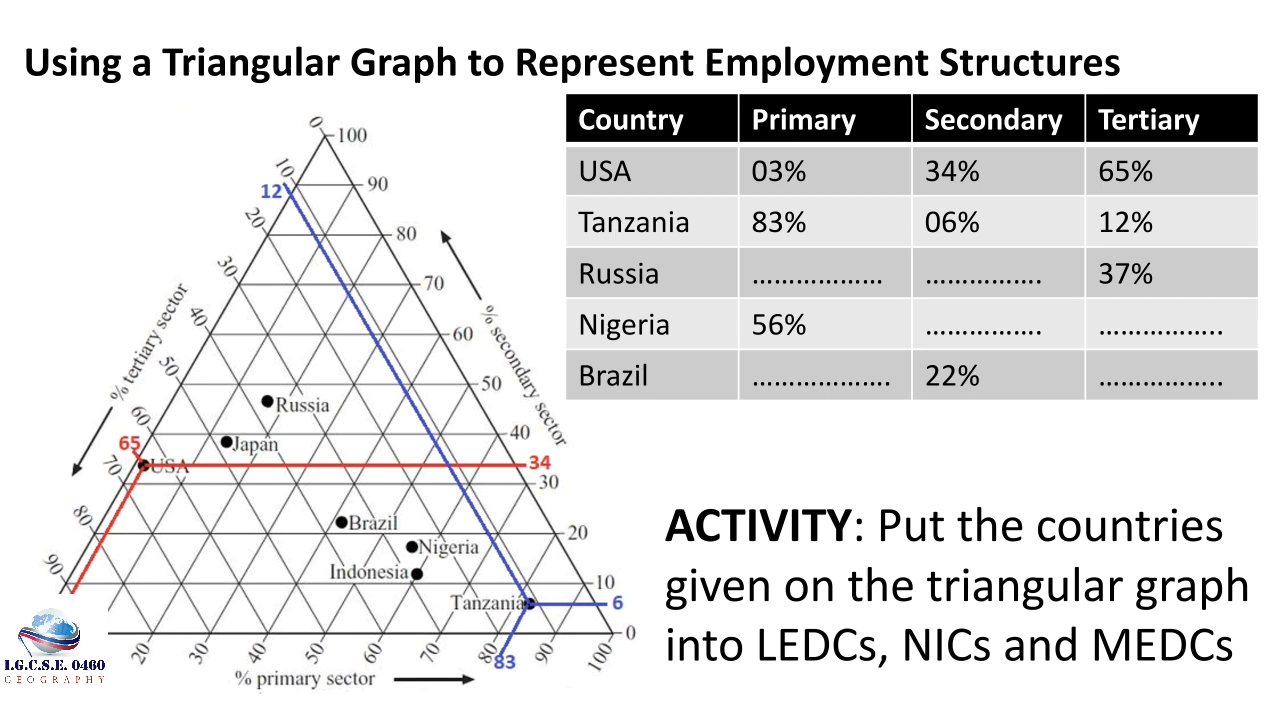 Using a Triangular Graph to Represent Employment Structures
Country Primary Secondary Tertiary
USA 03% 34% 65%
Tanzania 83% 06% 12%
Russia ……………… ……………. 37%
Nigeria 56% ……………. ……………..
Brazil ………………. 22% ……………..
0 100
10 90
12
20 80
30 70
40 60
50 50
60 40
65 34
70 30
80 20
90 10
6
0
20 30 40 50 60 70 80 90 100
83
% tertiary sector
% secondary sector
% primary sector
Russia
Japan
USA
Brazil
Nigeria
Indonesia
Tanzania
ACTIVITY: Put the countries
given on the triangular graph
into LEDCs, NICs and MEDCs
I.G.C.S.E. 0460
GEOGRAPHY